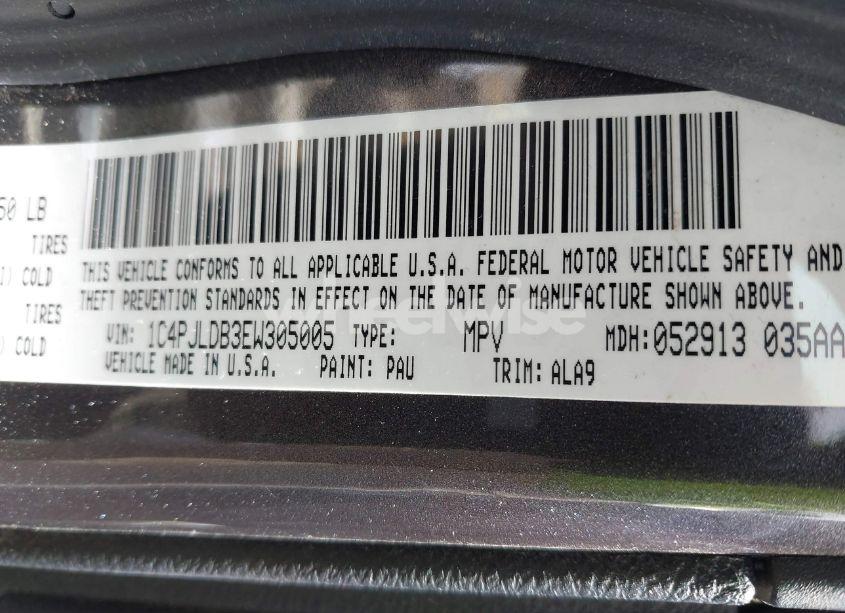 50 LB
TIRES
) COLD
TIRES
) COLD
THIS VEHICLE CONFORMS TO ALL APPLICABLE U.S.A. FEDERAL MOTOR VEHICLE SAFETY AND
THEFT PREVENTION STANDARDS IN EFFECT ON THE DATE OF MANUFACTURE SHOWN ABOVE.
VIN: 1C4PJLDB3EW305005 TYPE: MPV MDH: 052913 035AA
VEHICLE MADE IN U.S.A. PAINT: PAU TRIM: ALA9
wheelwise